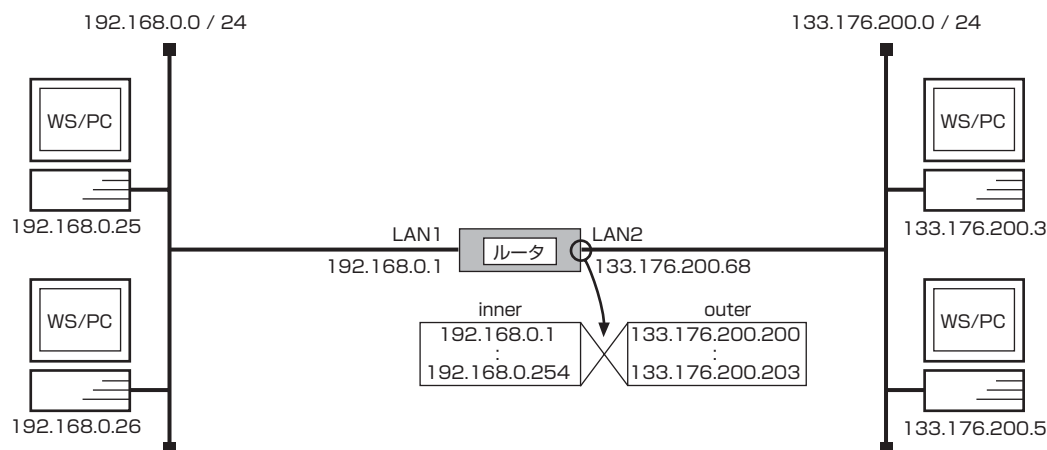 192.168.0.0 / 24
133.176.200.0 / 24
WS/PC
192.168.0.25
WS/PC
133.176.200.3
LAN1
192.168.0.1
ルータ
LAN2
133.176.200.68
inner
outer
192.168.0.1
:
192.168.0.254
133.176.200.200
:
133.176.200.203
WS/PC
192.168.0.26
WS/PC
133.176.200.5